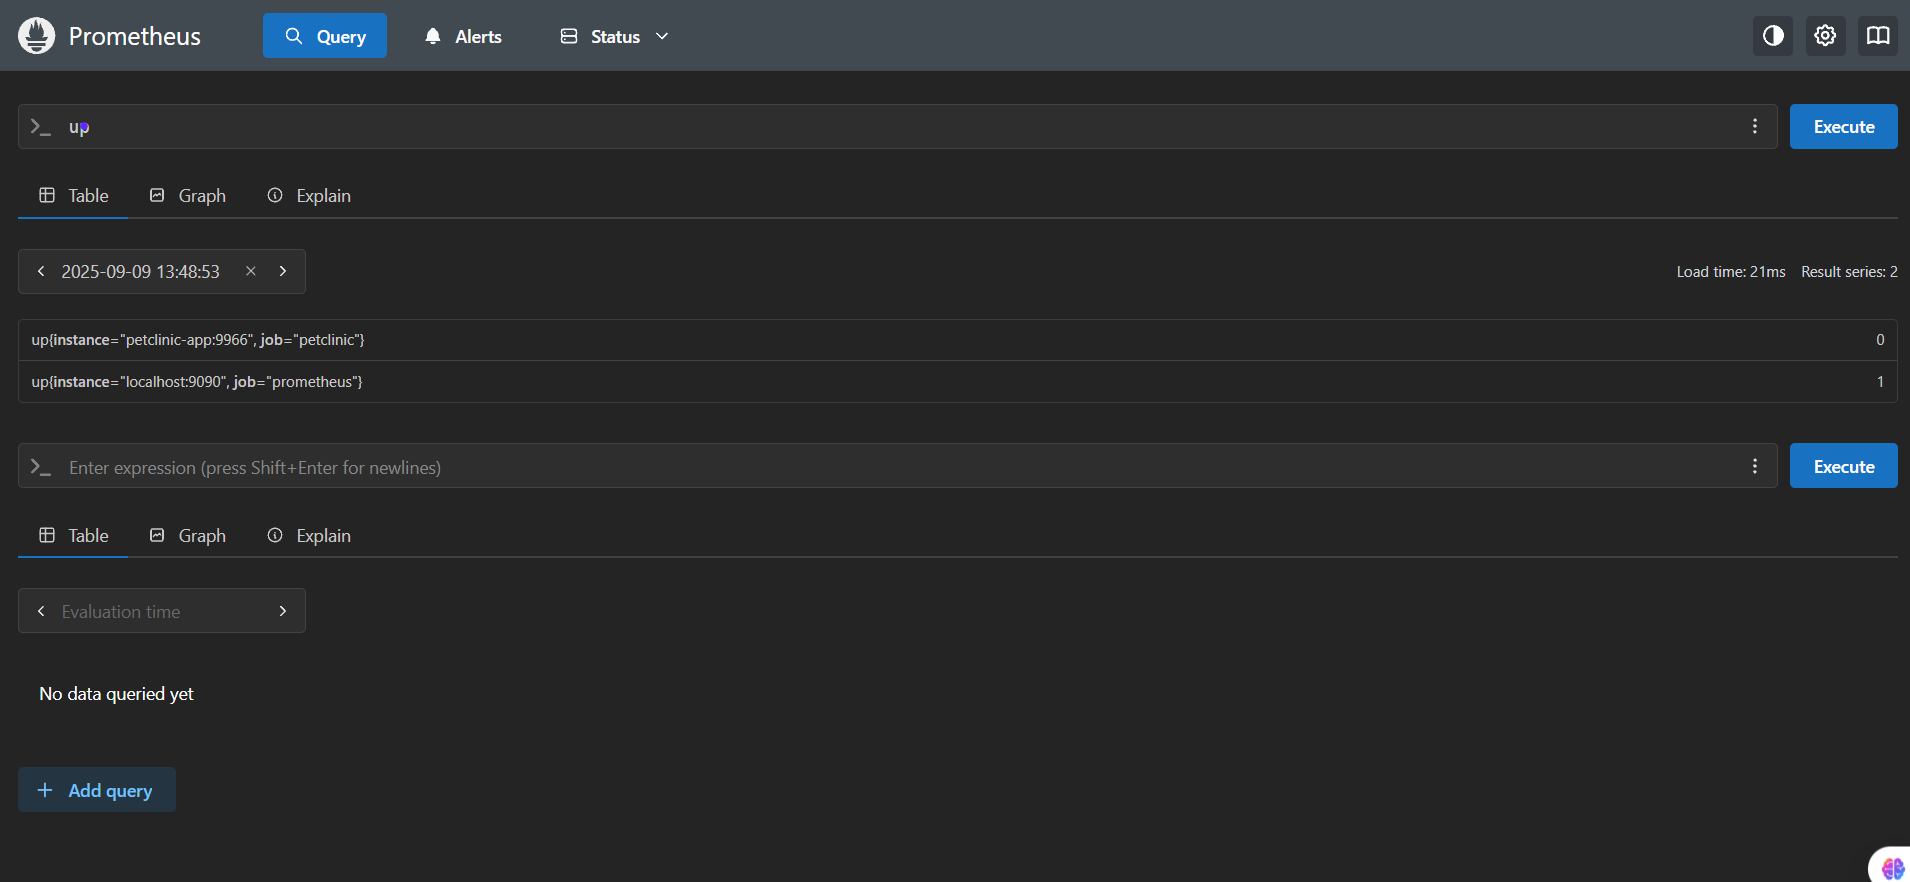 Prometheus Query Alerts Status
up Execute
Table Graph Explain
2025-09-09 13:48:53 Load time: 21ms Result series: 2
up{instance="petclinic-app:9966", job="petclinic"} 0
up{instance="localhost:9090", job="prometheus"} 1
Enter expression (press Shift+Enter for newlines) Execute
Table Graph Explain
Evaluation time
No data queried yet
Add query